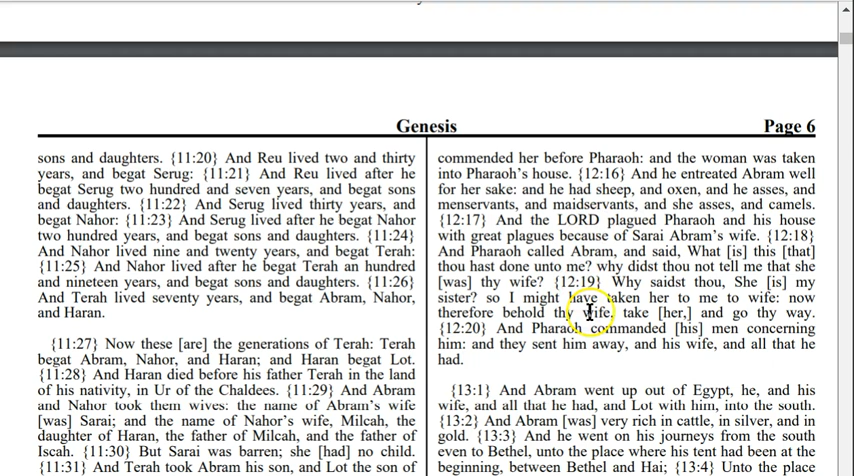 Genesis
Page 6
sons and daughters. {11:20} And Reu lived two and thirty
years, and begat Serug: {11:21} And Reu lived after he
begat Serug two hundred and seven years, and begat sons
and daughters. {11:22} And Serug lived thirty years, and
begat Nahor: {11:23} And Serug lived after he begat Nahor
two hundred years, and begat sons and daughters. {11:24}
And Nahor lived nine and twenty years, and begat Terah:
{11:25} And Nahor lived after he begat Terah an hundred
and nineteen years, and begat sons and daughters. {11:26}
And Terah lived seventy years, and begat Abram, Nahor,
and Haran.
{11:27} Now these [are] the generations of Terah: Terah
begat Abram, Nahor, and Haran; and Haran begat Lot.
{11:28} And Haran died before his father Terah in the land
of his nativity, in Ur of the Chaldees. {11:29} And Abram
and Nahor took them wives: the name of Abram's wife
[was] Sarai; and the name of Nahor's wife, Milcah, the
daughter of Haran, the father of Milcah, and the father of
Iscah. {11:30} But Sarai was barren; she [had] no child.
{11:31} And Terah took Abram his son, and Lot the son of
commended her before Pharaoh: and the woman was taken
into Pharaoh's house. {12:16} And he entreated Abram well
for her sake: and he had sheep, and oxen, and he asses, and
menservants, and maidservants, and she asses, and camels.
{12:17} And the LORD plagued Pharaoh and his house
with great plagues because of Sarai Abram's wife. {12:18}
And Pharaoh called Abram, and said, What [is] this [that]
thou hast done unto me? why didst thou not tell me that she
[was] thy wife? {12:19} Why saidst thou, She [is] my
sister? so I might have taken her to me to wife: now
therefore behold thy wife, take [her,] and go thy way.
{12:20} And Pharaoh commanded [his] men concerning
him: and they sent him away, and his wife, and all that he
had.
{13:1} And Abram went up out of Egypt, he, and his
wife, and all that he had, and Lot with him, into the south.
{13:2} And Abram [was] very rich in cattle, in silver, and in
gold. {13:3} And he went on his journeys from the south
even to Bethel, unto the place where his tent had been at the
beginning, between Bethel and Hai; {13:4} Unto the place